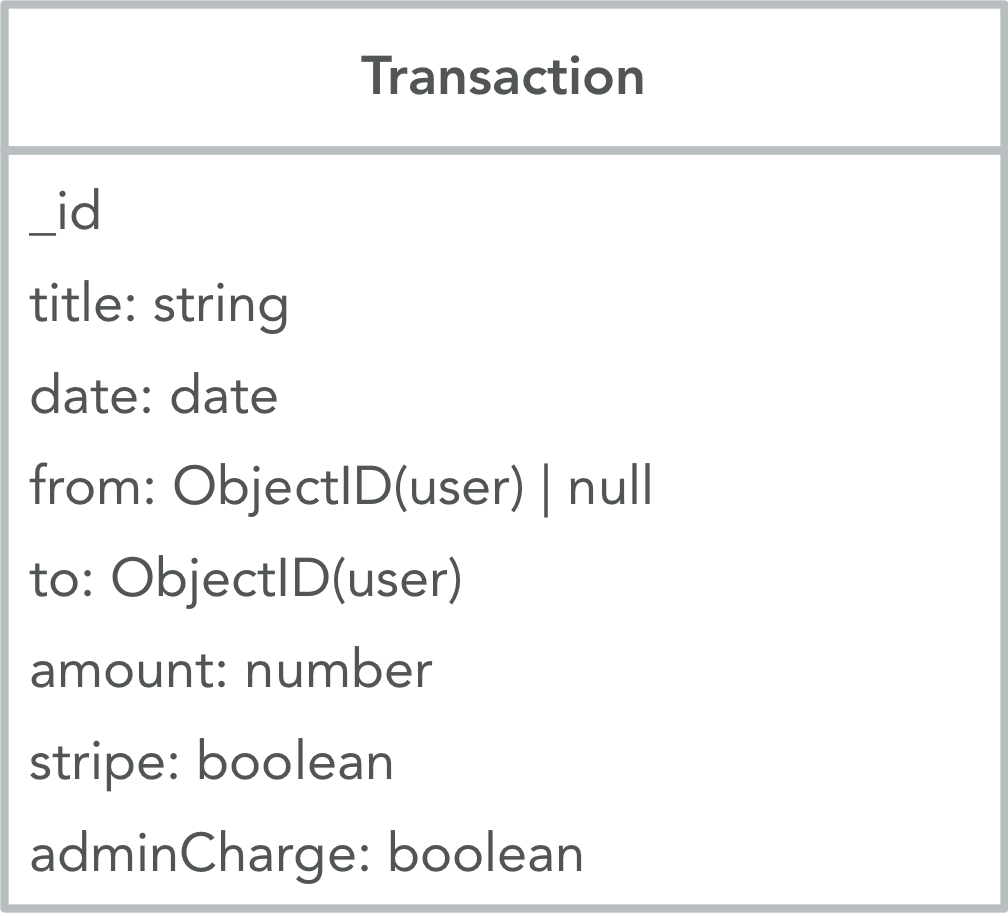 Transaction
_id
title: string
date: date
from: ObjectID(user) | null
to: ObjectID(user)
amount: number
stripe: boolean
adminCharge: boolean